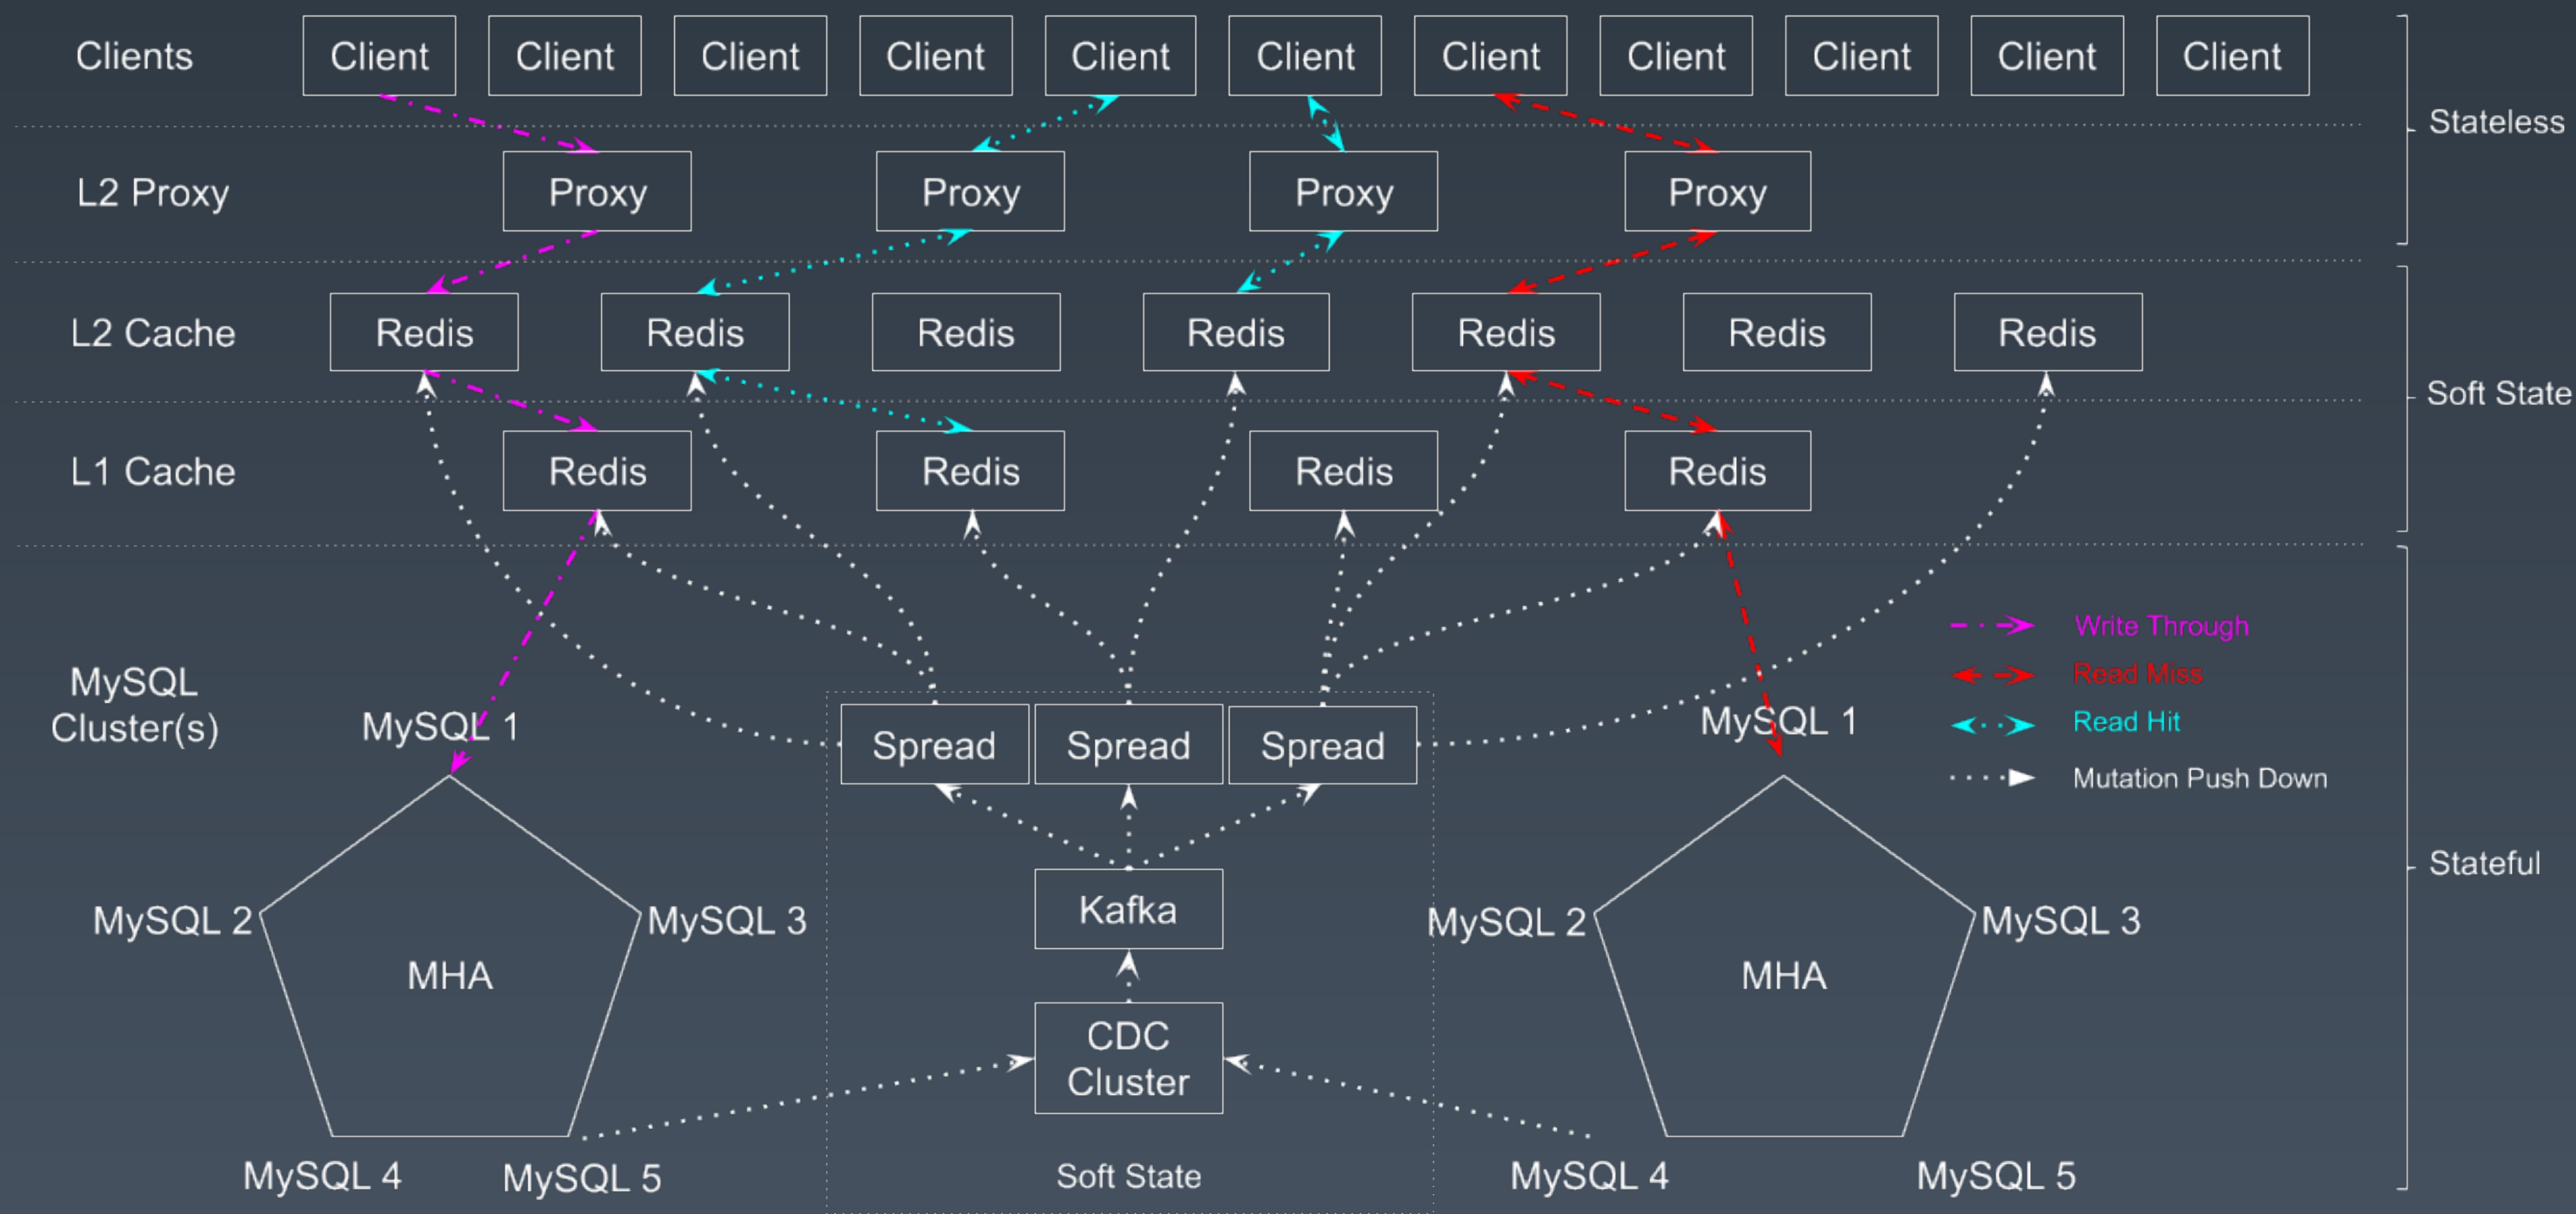 Clients
Client
Client
Client
Client
Client
Client
Client
Client
Client
Client
Client
Stateless
L2 Proxy
Proxy
Proxy
Proxy
Proxy
L2 Cache
Redis
Redis
Redis
Redis
Redis
Redis
Redis
Soft State
L1 Cache
Redis
Redis
Redis
Redis
MySQL
Cluster(s)
MySQL 1
MySQL 2
MySQL 3
MHA
MySQL 4
MySQL 5
Spread
Spread
Spread
Kafka
CDC
Cluster
Soft State
MySQL 1
MySQL 2
MySQL 3
MHA
MySQL 4
MySQL 5
Write Through
Read Miss
Read Hit
Mutation Push Down
Stateful